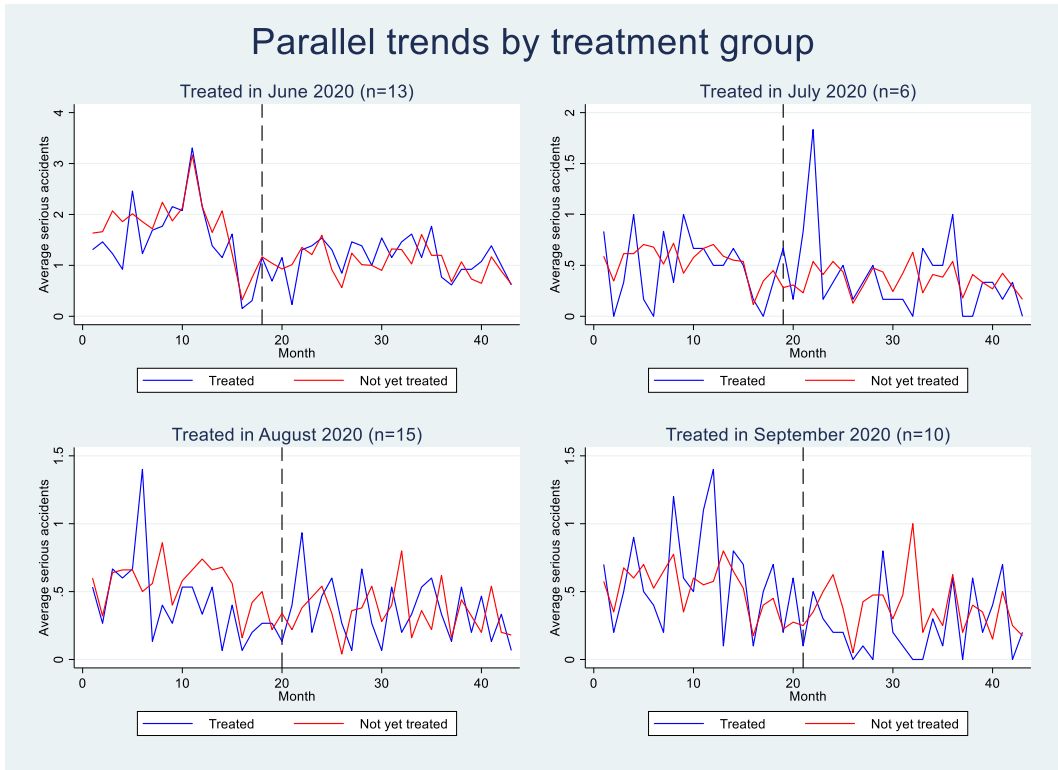 Parallel trends by treatment group
Treated in June 2020 (n=13)
Average serious accidents
4
3
2
1
0
0 10 20 30 40
Month
Treated Not yet treated
Treated in July 2020 (n=6)
Average serious accidents
2
1.5
1
.5
0
0 10 20 30 40
Month
Treated Not yet treated
Treated in August 2020 (n=15)
Average serious accidents
1.5
1
.5
0
0 10 20 30 40
Month
Treated Not yet treated
Treated in September 2020 (n=10)
Average serious accidents
1.5
1
.5
0
0 10 20 30 40
Month
Treated Not yet treated